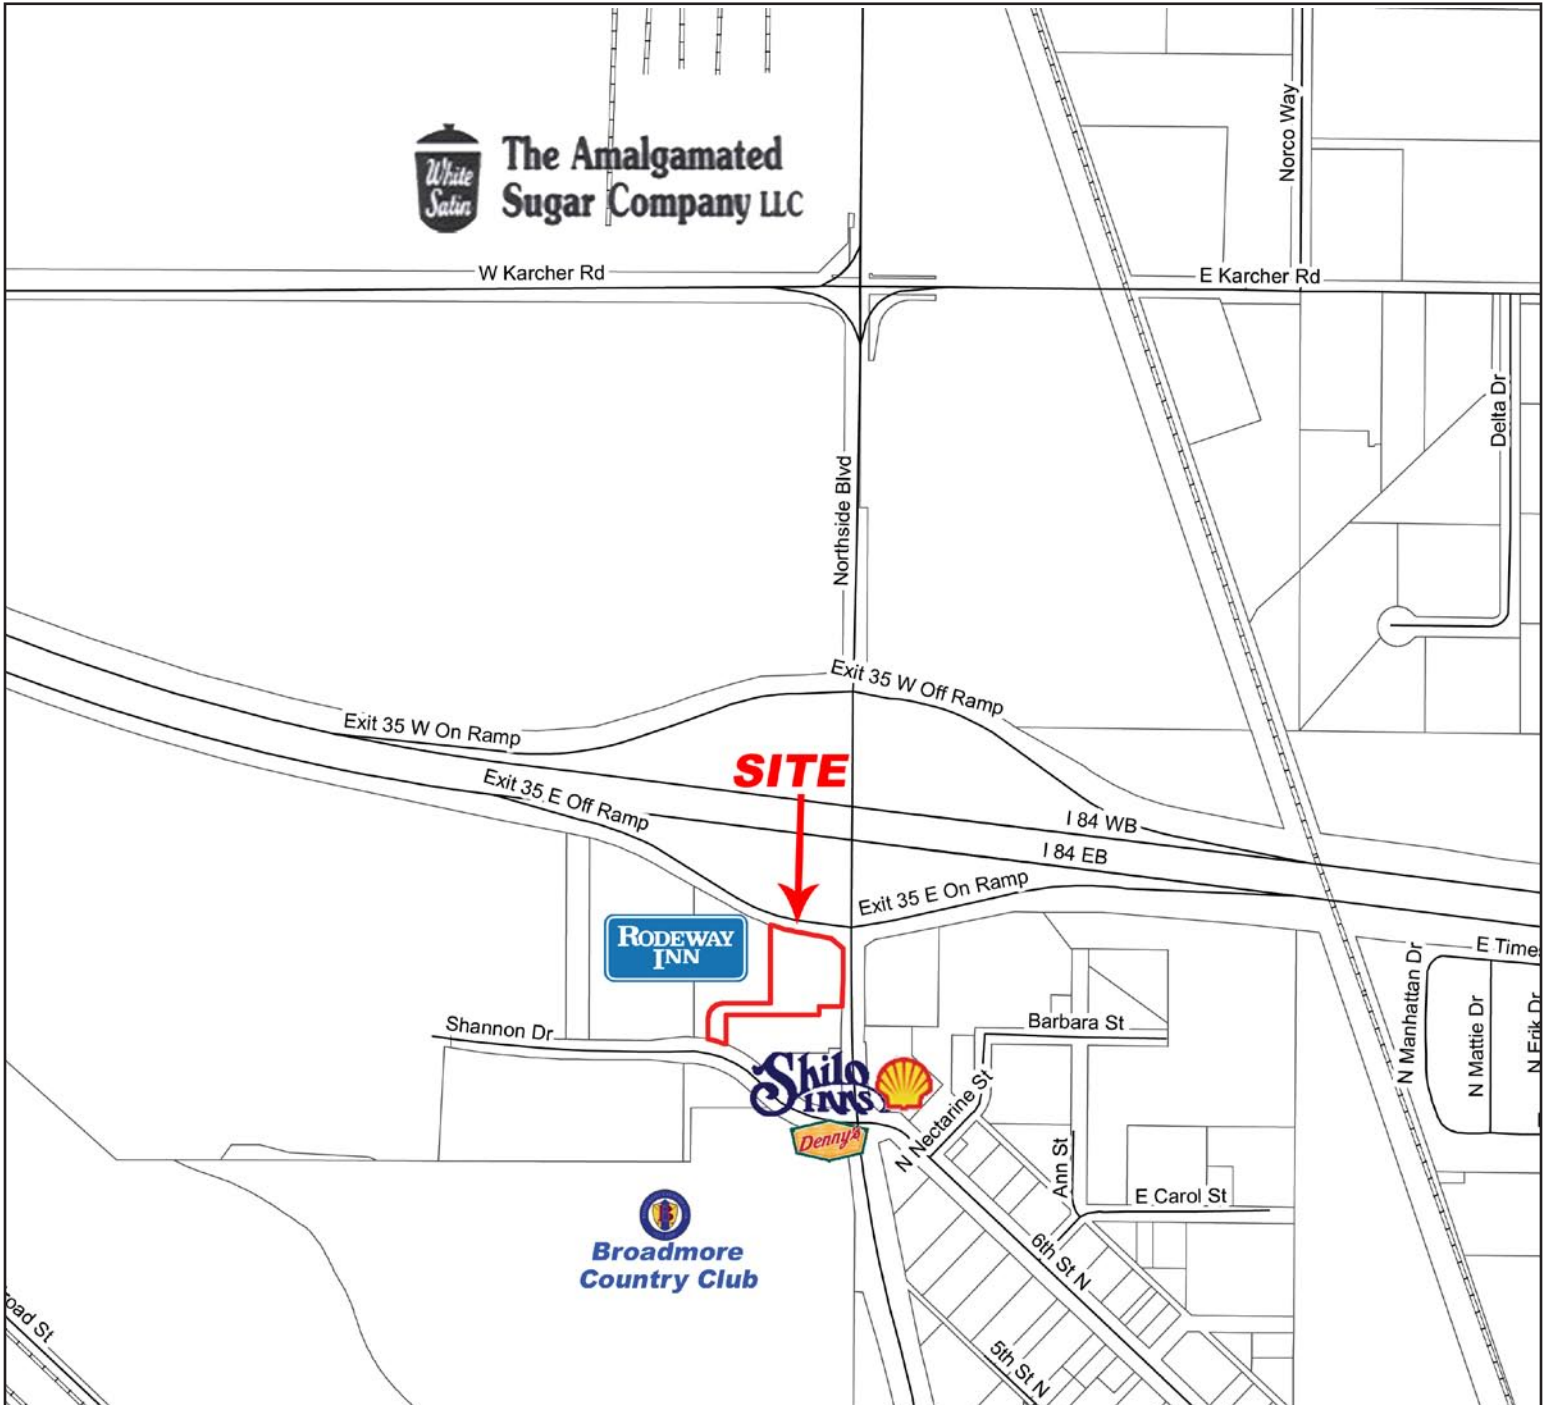 Norco Way
White
Satin
The Amalgamated
Sugar Company LLC
W Karcher Rd
E Karcher Rd
Delta Dr
Northside Blvd
Exit 35 W Off Ramp
Exit 35 W On Ramp
SITE
Exit 35 E Off Ramp
I 84 WB
I 84 EB
Exit 35 E On Ramp
RODEWAY
INN
E Time
N Manhattan Dr
N Mattie Dr
N Erik Dr
Shannon Dr
Barbara St
Shilo
INNS
Denny's
N Nectarine St
Ann St
E Carol St
Broadmore
Country Club
6th St N
5th St N
road St